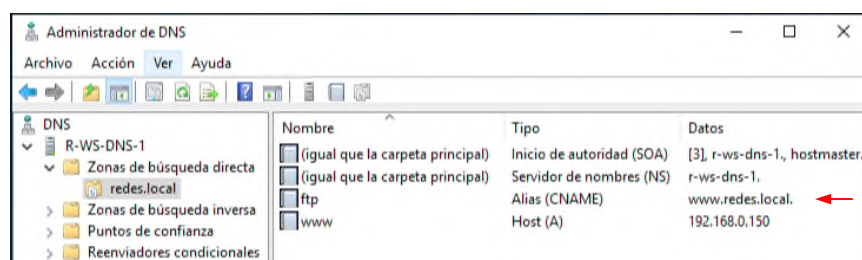 Administrador de DNS
Archivo Acción Ver Ayuda
DNS
R-WS-DNS-1
Zonas de búsqueda directa
redes.local
Zonas de búsqueda inversa
Puntos de confianza
Reenviadores condicionales
Nombre Tipo Datos
(igual que la carpeta principal) Inicio de autoridad (SOA) [3], r-ws-dns-1., hostmaster.
(igual que la carpeta principal) Servidor de nombres (NS) r-ws-dns-1.
ftp Alias (CNAME) www.redes.local.
www Host (A) 192.168.0.150